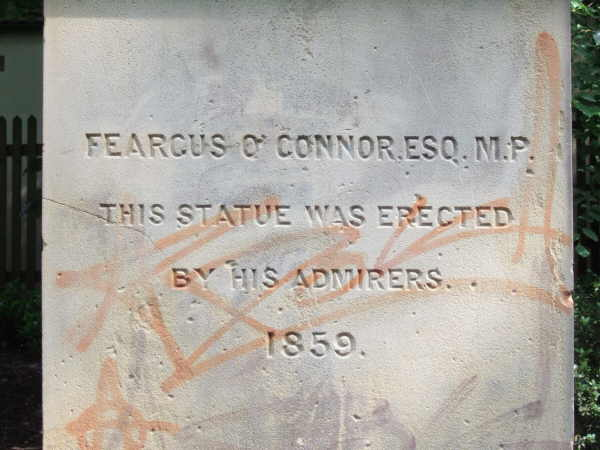 FEARGUS O' CONNOR. ESQ. M.P.
THIS STATUE WAS ERECTED
BY HIS ADMIRERS.
1859.